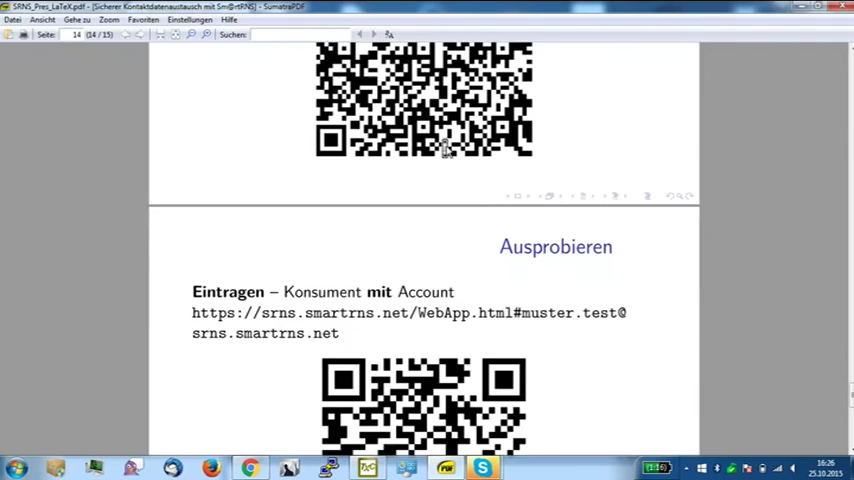 SRNS_Pres_LaTeX.pdf - [Sicherer Kontaktdatenaustausch mit Sm@rtRNS] - SumatraPDF
Datei Ansicht Gehe zu Zoom Favoriten Einstellungen Hilfe
Seite: 14 (14 / 15) Suchen:
Ausprobieren
Eintragen – Konsument mit Account
https://srns.smartrns.net/WebApp.html#muster.test@
srns.smartrns.net
(1:16) 16:26
25.10.2015